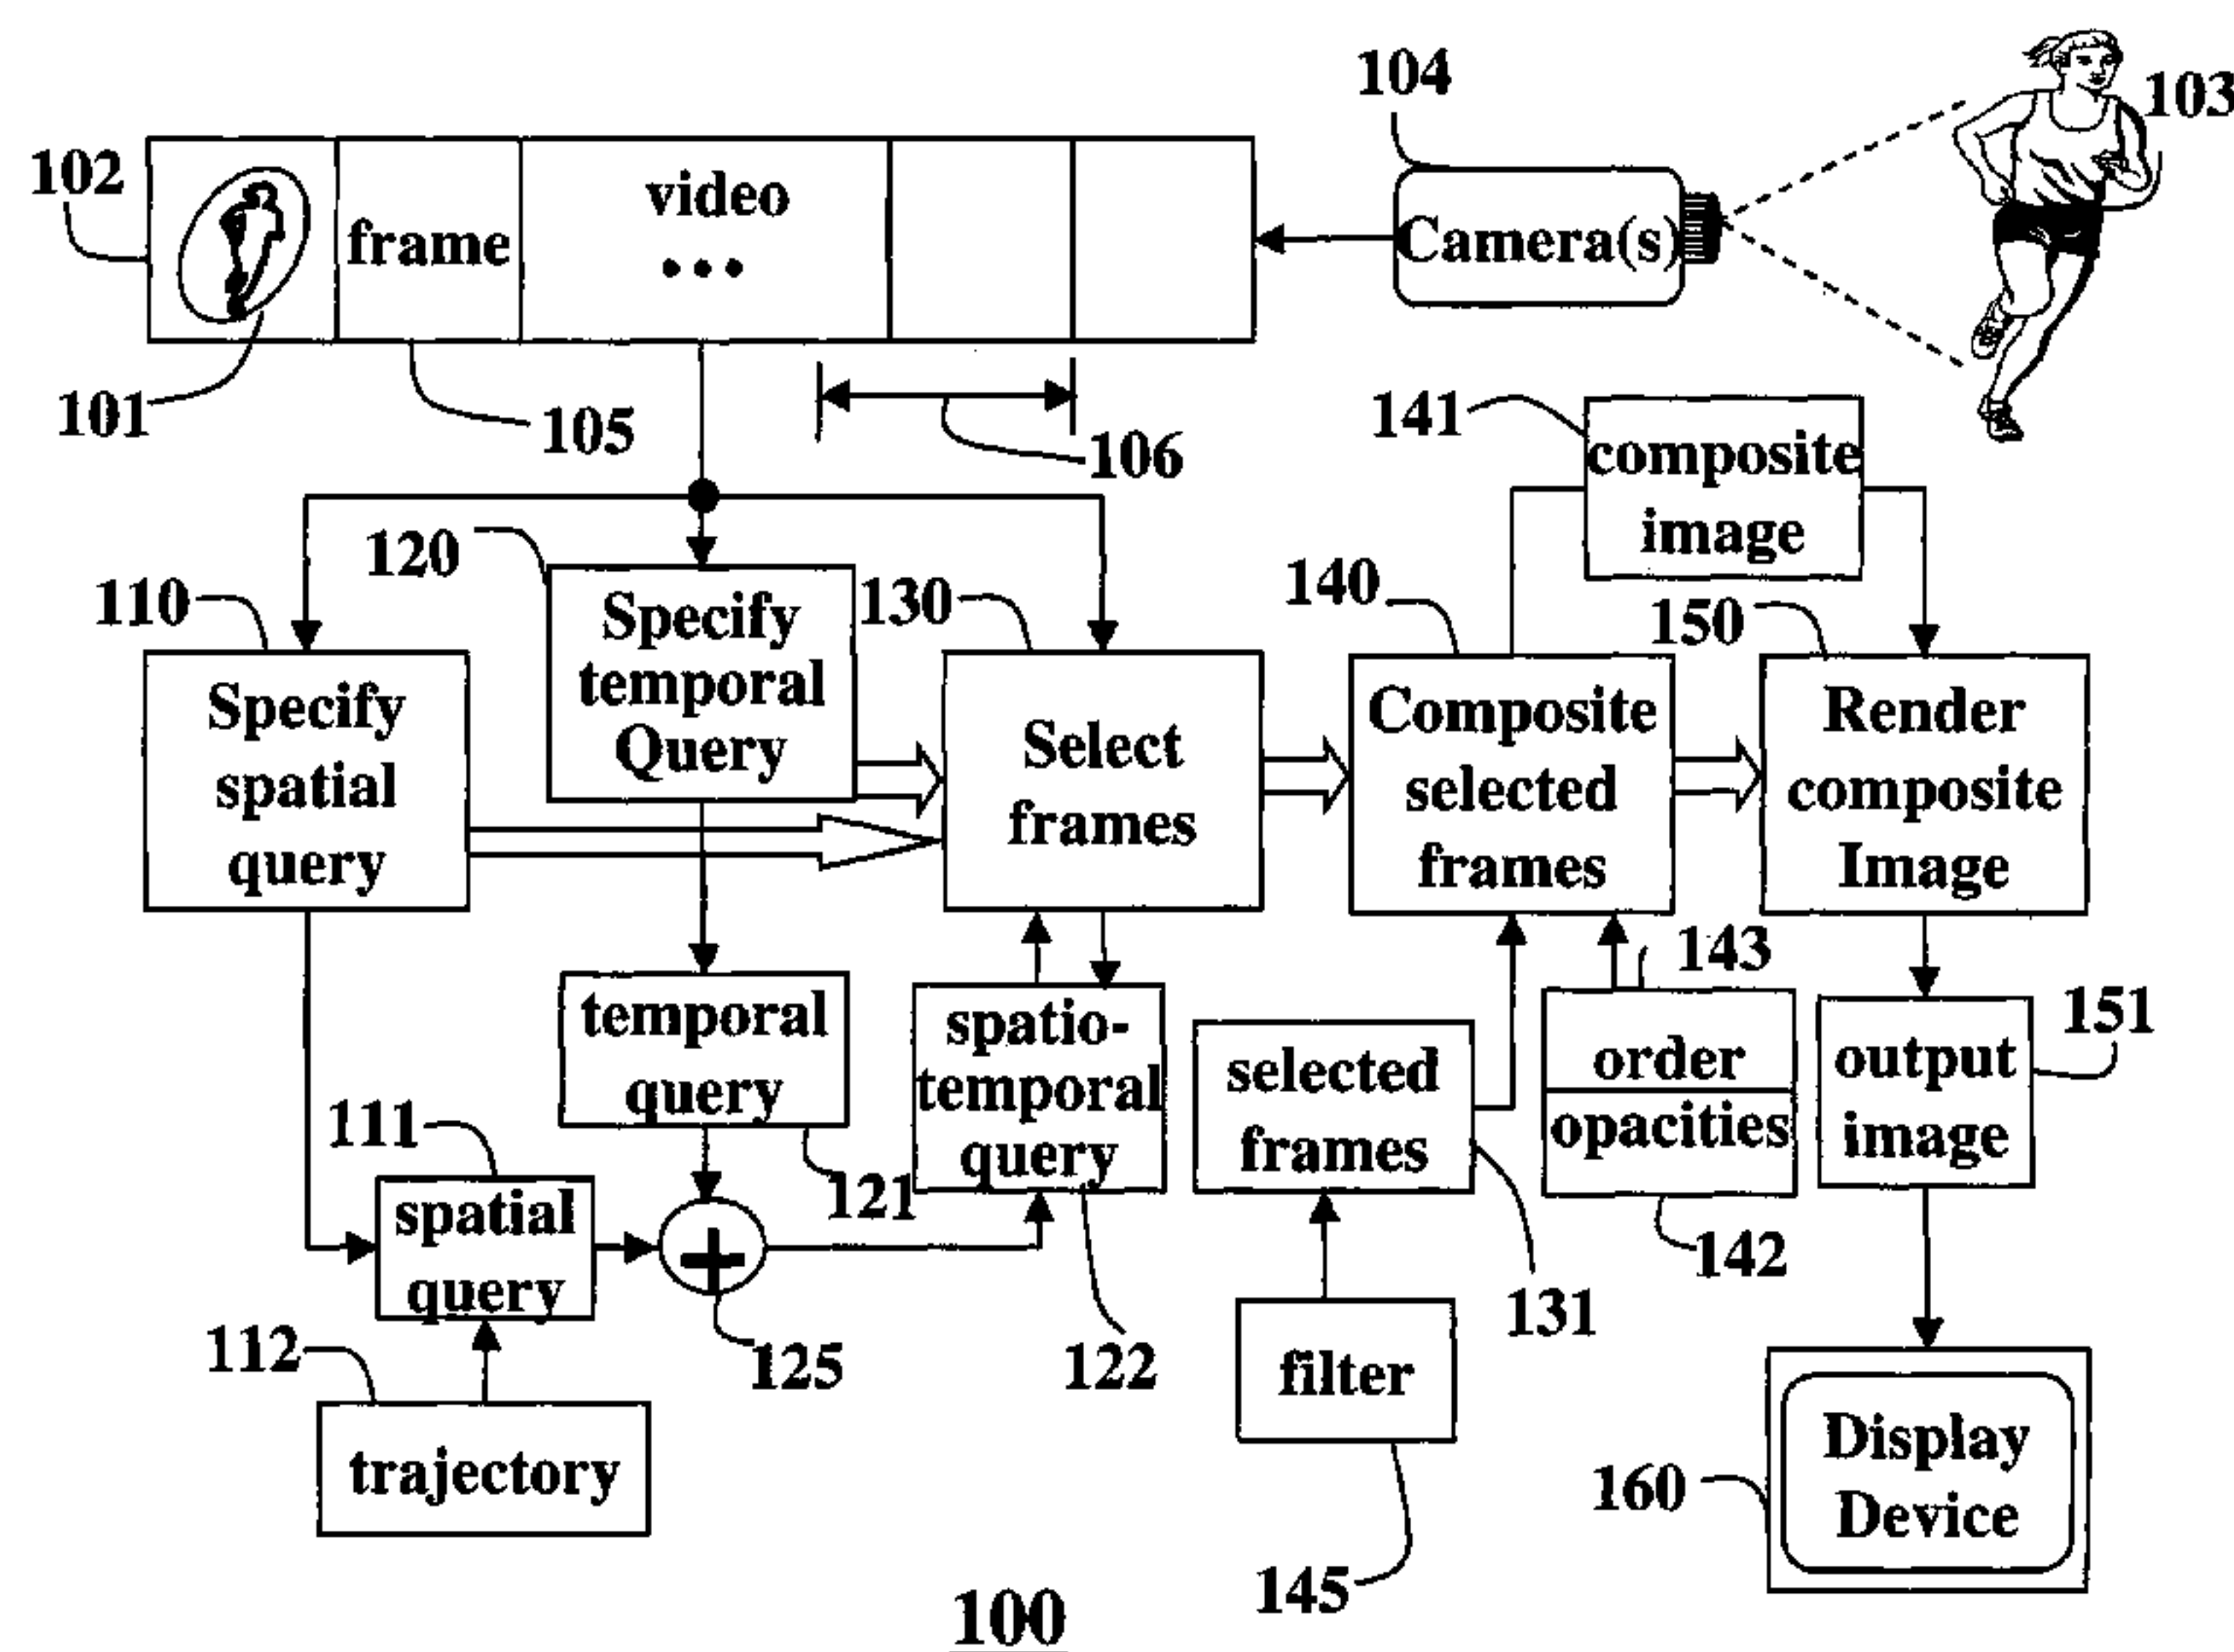 104
103
102
video
frame
• • •
Camera(s)
101
105
106
141
composite
image
120
110
130
140
150
Specify
temporal
Query
Specify
spatial
query
Select
frames
Composite
selected
frames
Render
composite
Image
143
temporal
query
spatio-
temporal
query
selected
frames
order
opacities
output
image
151
111
121
spatial
query
142
131
112
125
122
filter
trajectory
Display
Device
160
145
100